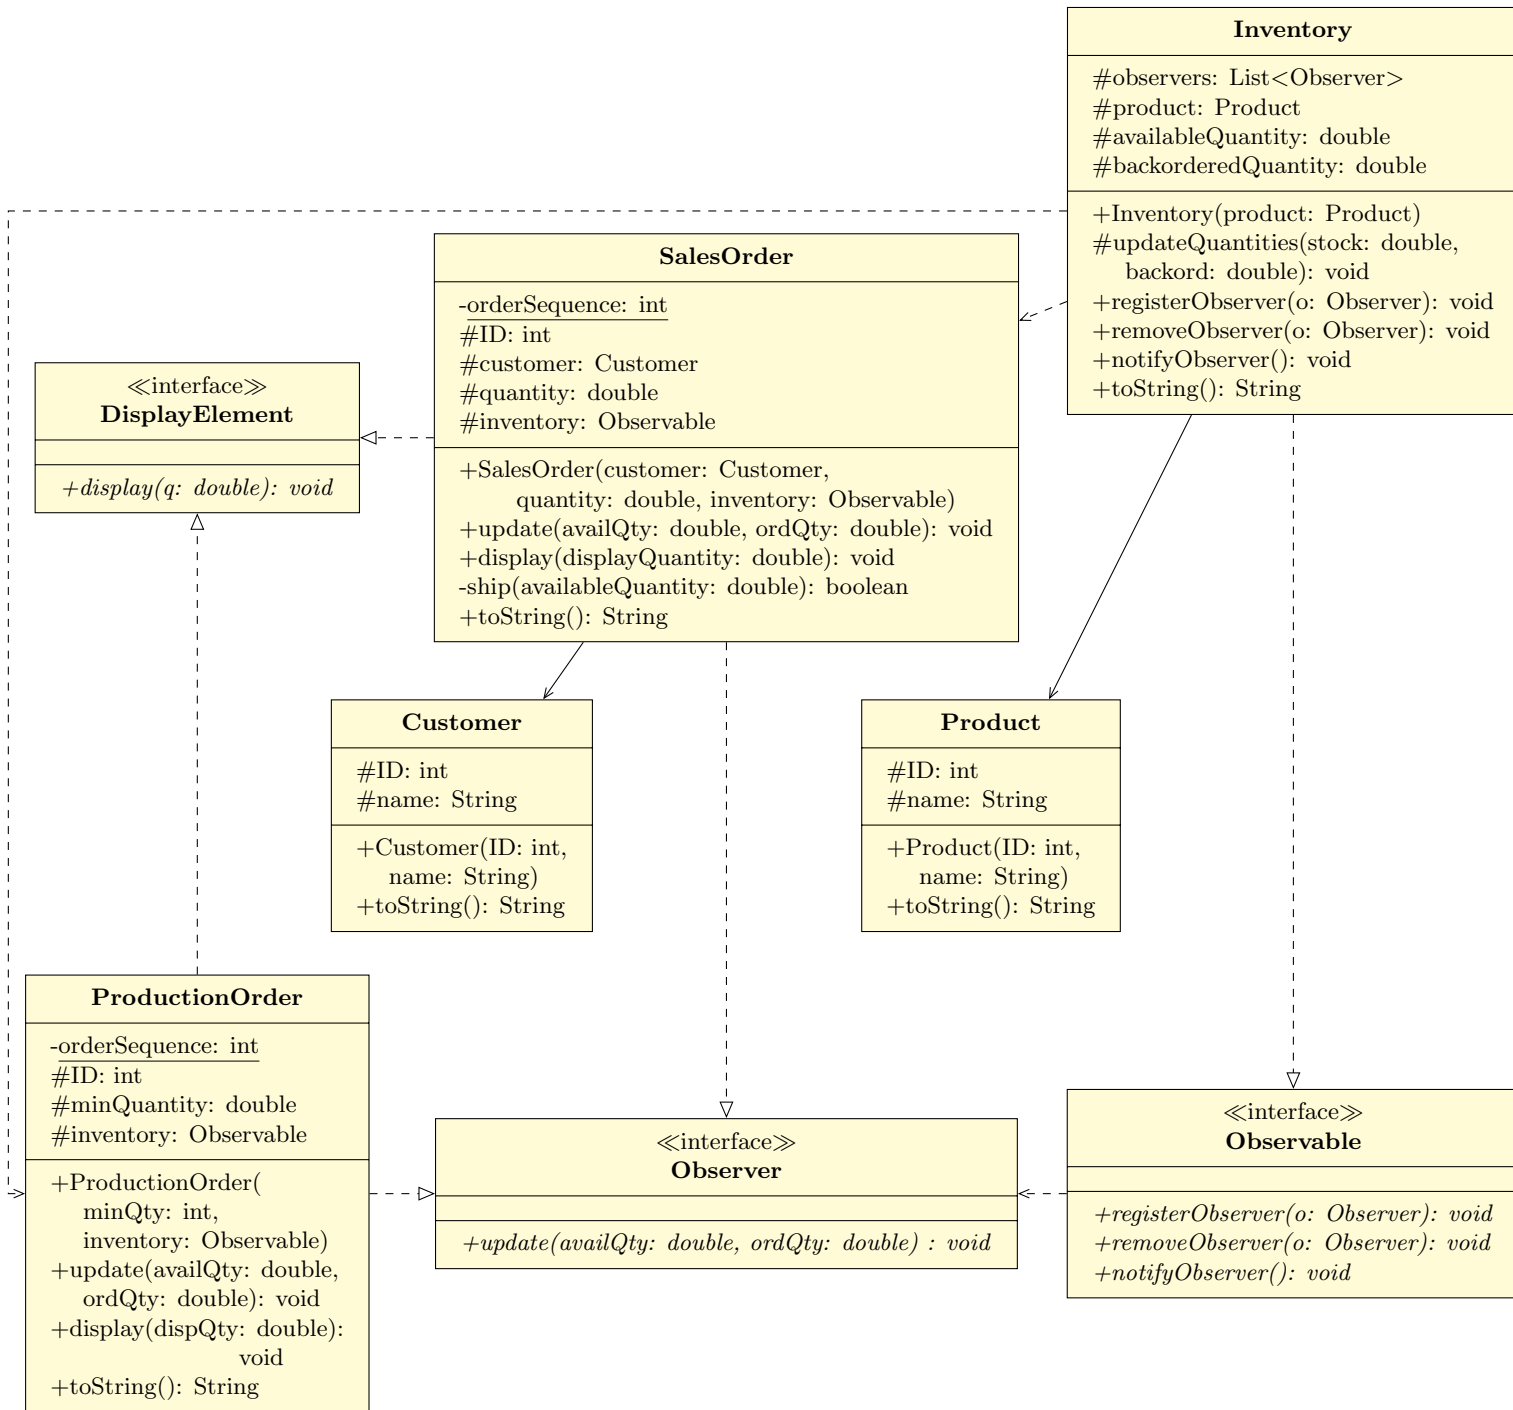 Inventory
#observers: List<Observer>
#product: Product
#availableQuantity: double
#backorderedQuantity: double
+Inventory(product: Product)
#updateQuantities(stock: double,
backord: double): void
+registerObserver(o: Observer): void
+removeObserver(o: Observer): void
+notifyObserver(): void
+toString(): String
SalesOrder
-orderSequence: int
#ID: int
#customer: Customer
#quantity: double
#inventory: Observable
+SalesOrder(customer: Customer,
quantity: double, inventory: Observable)
+update(availQty: double, ordQty: double): void
+display(displayQuantity: double): void
-ship(availableQuantity: double): boolean
+toString(): String
≪interface≫
DisplayElement
+display(q: double): void
Customer
#ID: int
#name: String
+Customer(ID: int,
name: String)
+toString(): String
Product
#ID: int
#name: String
+Product(ID: int,
name: String)
+toString(): String
ProductionOrder
-orderSequence: int
#ID: int
#minQuantity: double
#inventory: Observable
+ProductionOrder(
minQty: int,
inventory: Observable)
+update(availQty: double,
ordQty: double): void
+display(dispQty: double):
void
+toString(): String
≪interface≫
Observer
+update(availQty: double, ordQty: double) : void
≪interface≫
Observable
+registerObserver(o: Observer): void
+removeObserver(o: Observer): void
+notifyObserver(): void